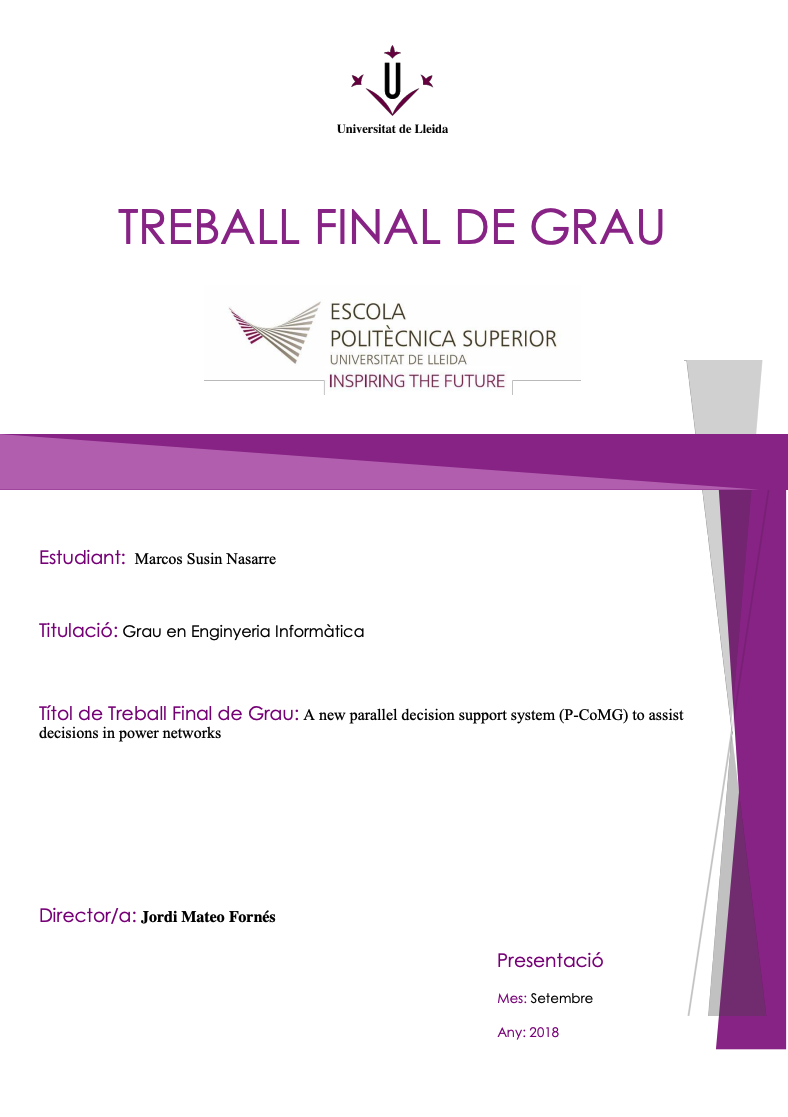 Universitat de Lleida
TREBALL FINAL DE GRAU
ESCOLA
POLITÈCNICA SUPERIOR
UNIVERSITAT DE LLEIDA
INSPIRING THE FUTURE
Estudiant: Marcos Susin Nasarre
Titulació: Grau en Enginyeria Informàtica
Títol de Treball Final de Grau: A new parallel decision support system (P-CoMG) to assist
decisions in power networks
Director/a: Jordi Mateo Fornés
Presentació
Mes: Setembre
Any: 2018